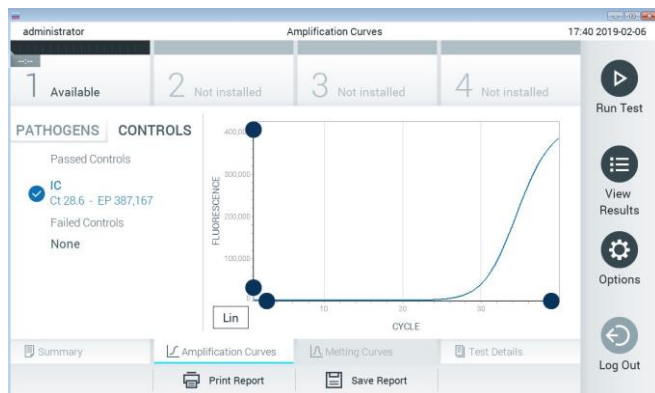 administrator Amplification Curves 17:40 2019-02-06
--:--
1 Available 2 Not installed 3 Not installed 4 Not installed
Run Test
PATHOGENS CONTROLS
Passed Controls
IC
Ct 28.6 - EP 387,167
Failed Controls
None
400,000
300,000
200,000
100,000
0
FLUORESCENCE
10 20 30
CYCLE
Lin
View
Results
Options
Log Out
Summary Amplification Curves Melting Curves Test Details
Print Report Save Report